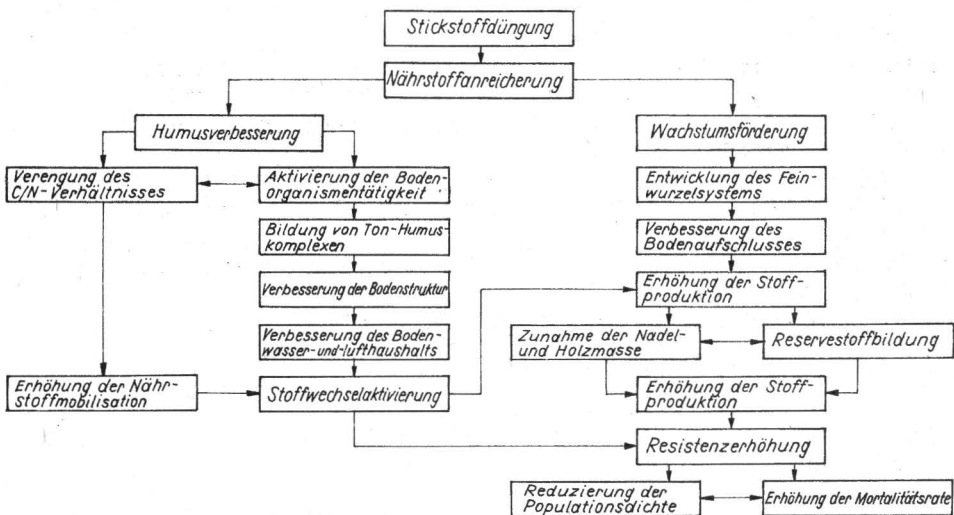 Stickstoffdüngung
Nährstoffanreicherung
Humusverbesserung
Wachstumsförderung
Verengung des
C/N-Verhältnisses
Aktivierung der Boden-
organismentätigkeit
Entwicklung des Fein-
wurzelsystems
Bildung von Ton-Humus-
komplexen
Verbesserung des
Bodenaufschlusses
Verbesserung der Bodenstruktur
Erhöhung der Stoff-
produktion
Verbesserung des Boden-
wasser-und-lufthaushalts
Zunahme der Nadel-
und Holzmasse
Reservestoffbildung
Erhöhung der Nähr-
stoffmobilisation
Stoffwechselaktivierung
Erhöhung der Stoff-
produktion
Resistenzerhöhung
Reduzierung der
Populationsdichte
Erhöhung der Mortalitätsrate